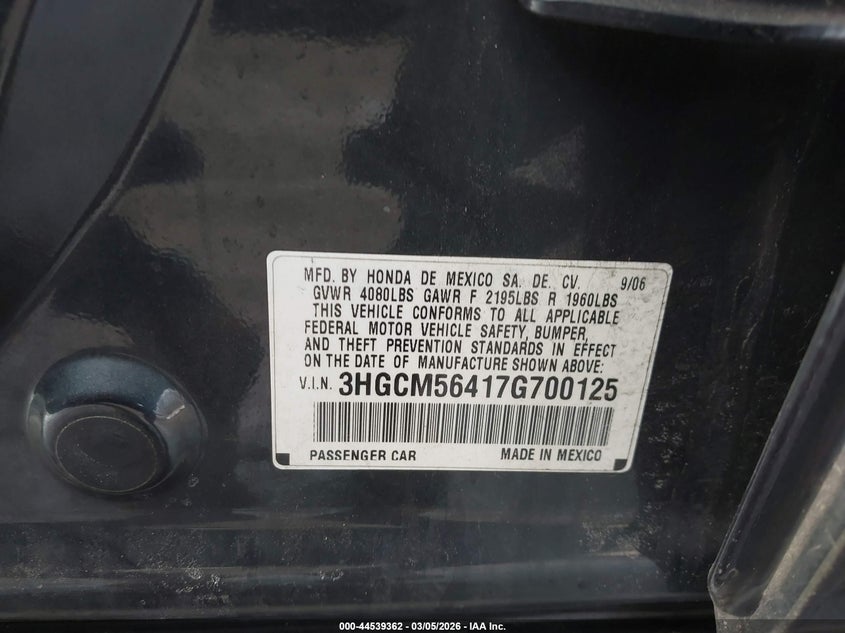 MFD. BY HONDA DE MEXICO SA. DE. CV. 9/06
GVWR 4080LBS GAWR F 2195LBS R 1960LBS
THIS VEHICLE CONFORMS TO ALL APPLICABLE
FEDERAL MOTOR VEHICLE SAFETY, BUMPER,
AND THEFT PREVENTION STANDARDS IN EFFECT
ON THE DATE OF MANUFACTURE SHOWN ABOVE:
V.I.N. 3HGCM56417G700125
PASSENGER CAR MADE IN MEXICO
000-44539362 - 03/05/2026 - IAA Inc.